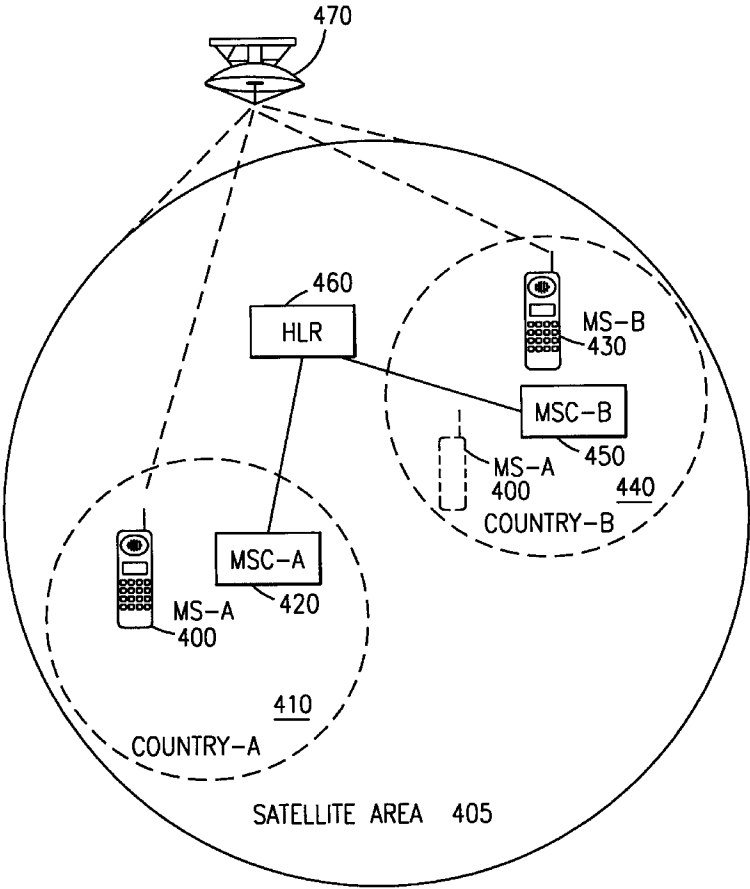 470
460
HLR
MS-B
430
MSC-B
450
MS-A
400
440
COUNTRY-B
MSC-A
420
MS-A
400
410
COUNTRY-A
SATELLITE AREA 405